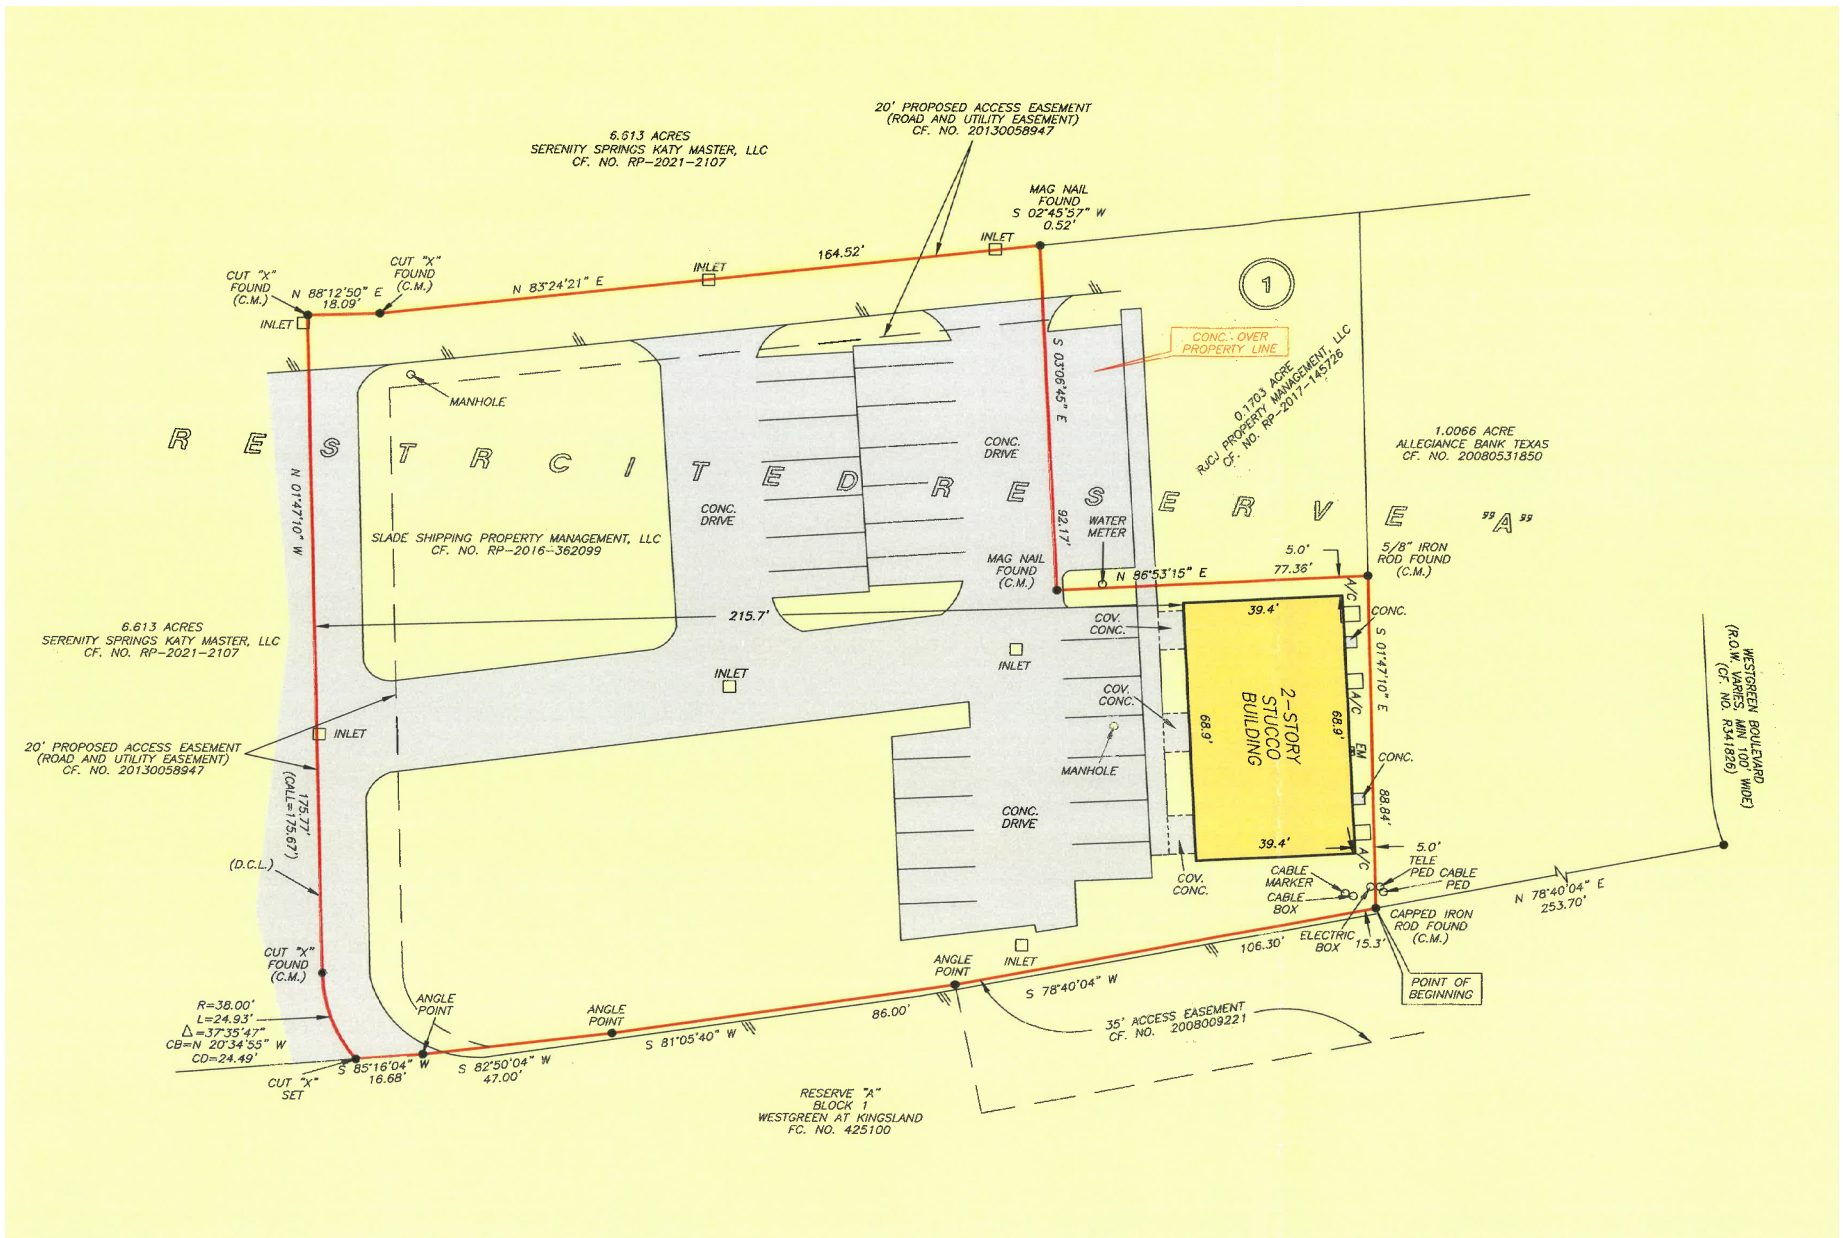 20' PROPOSED ACCESS EASEMENT
(ROAD AND UTILITY EASEMENT)
CF. NO. 20130058947
6.613 ACRES
SERENITY SPRINGS KATY MASTER, LLC
CF. NO. RP-2021-2107
MAG NAIL
FOUND
S 02°45'57" W
0.52'
INLET
164.52'
INLET
CUT "X"
FOUND
(C.M.)
CUT "X"
FOUND
(C.M.)
N 88°12'50" E
18.09'
N 83°24'21" E
INLET
1
CONC. OVER
PROPERTY LINE
S 03°06'45" E
92.17'
MANHOLE
0.1703 ACRE
RJCJ PROPERTY MANAGEMENT, LLC
CF. NO. RP-2017-145726
1.0066 ACRE
ALLEGIANCE BANK TEXAS
CF. NO. 20080531850
R E S T R C I T E D R E S E R V E "A"
CONC.
DRIVE
N 01°47'10" W
CONC.
DRIVE
SLADE SHIPPING PROPERTY MANAGEMENT, LLC
CF. NO. RP-2016-362099
WATER
METER
MAG NAIL
FOUND
(C.M.)
N 86°53'15" E
77.36'
5.0'
5/8" IRON
ROD FOUND
(C.M.)
215.7'
COV.
CONC.
39.4'
A/C
CONC.
S 01°47'10" E
6.613 ACRES
SERENITY SPRINGS KATY MASTER, LLC
CF. NO. RP-2021-2107
INLET
INLET
COV.
CONC.
68.9'
2-STORY
STUCCO
BUILDING
68.9'
A/C
EM
CONC.
88.84'
WESTGREEN BOULEVARD
(R.O.W. VARIES, MIN 100' WIDE)
(CF. NO. R341826)
INLET
20' PROPOSED ACCESS EASEMENT
(ROAD AND UTILITY EASEMENT)
CF. NO. 20130058947
MANHOLE
175.77'
(CALL=175.67')
(D.C.L.)
CONC.
DRIVE
39.4'
A/C
5.0'
TELE
PED
CABLE
PED
COV.
CONC.
CABLE
MARKER
CABLE
BOX
N 78°40'04" E
253.70'
ELECTRIC
BOX
15.3'
CAPPED IRON
ROD FOUND
(C.M.)
106.30'
CUT "X"
FOUND
(C.M.)
ANGLE
POINT
INLET
S 78°40'04" W
POINT OF
BEGINNING
R=38.00'
L=24.93'
Δ=37°35'47"
CB=N 20°34'55" W
CD=24.49'
ANGLE
POINT
ANGLE
POINT
86.00'
S 81°05'40" W
35' ACCESS EASEMENT
CF. NO. 2008009221
CUT "X"
SET
S 85°16'04" W
16.68'
S 82°50'04" W
47.00'
RESERVE "A"
BLOCK 1
WESTGREEN AT KINGSLAND
FC. NO. 425100